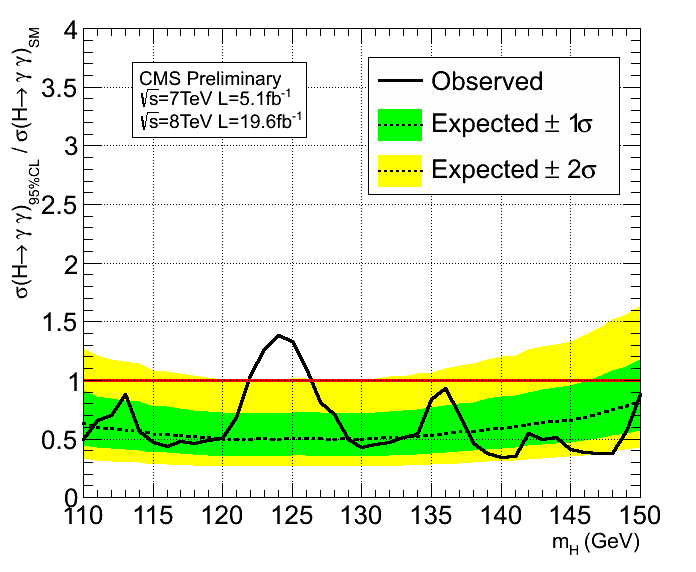 σ(H→γγ)95%CL / σ(H→γγ)SM
4
3.5
3
2.5
2
1.5
1
0.5
0
CMS Preliminary
√s=7TeV L=5.1fb⁻¹
√s=8TeV L=19.6fb⁻¹
Observed
Expected ± 1σ
Expected ± 2σ
110 115 120 125 130 135 140 145 150
mH (GeV)